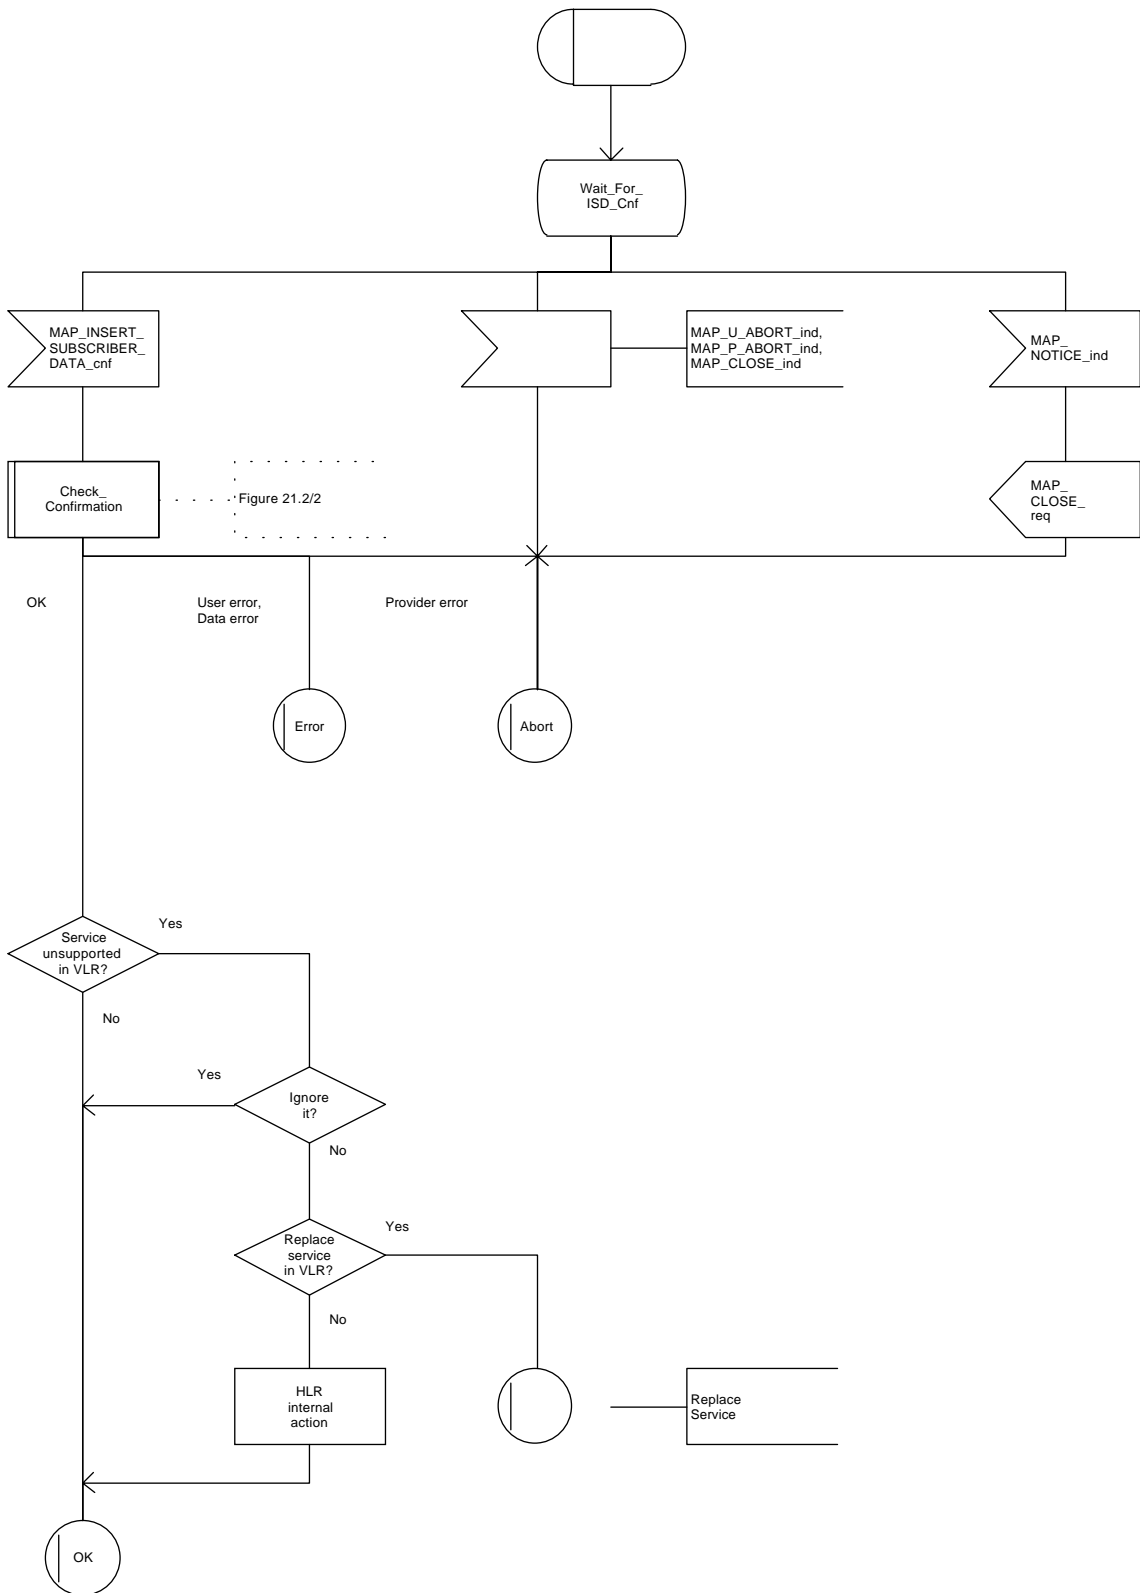 Wait_For_
ISD_Cnf
MAP_INSERT_
SUBSCRIBER_
DATA_cnf
MAP_U_ABORT_ind,
MAP_P_ABORT_ind,
MAP_CLOSE_ind
MAP_
NOTICE_ind
Check_
Confirmation
Figure 21.2/2
MAP_
CLOSE_
req
OK
User error,
Data error
Provider error
Error
Abort
Service
unsupported
in VLR?
Yes
No
Yes
Ignore
it?
No
Replace
service
in VLR?
Yes
No
HLR
internal
action
Replace
Service
OK